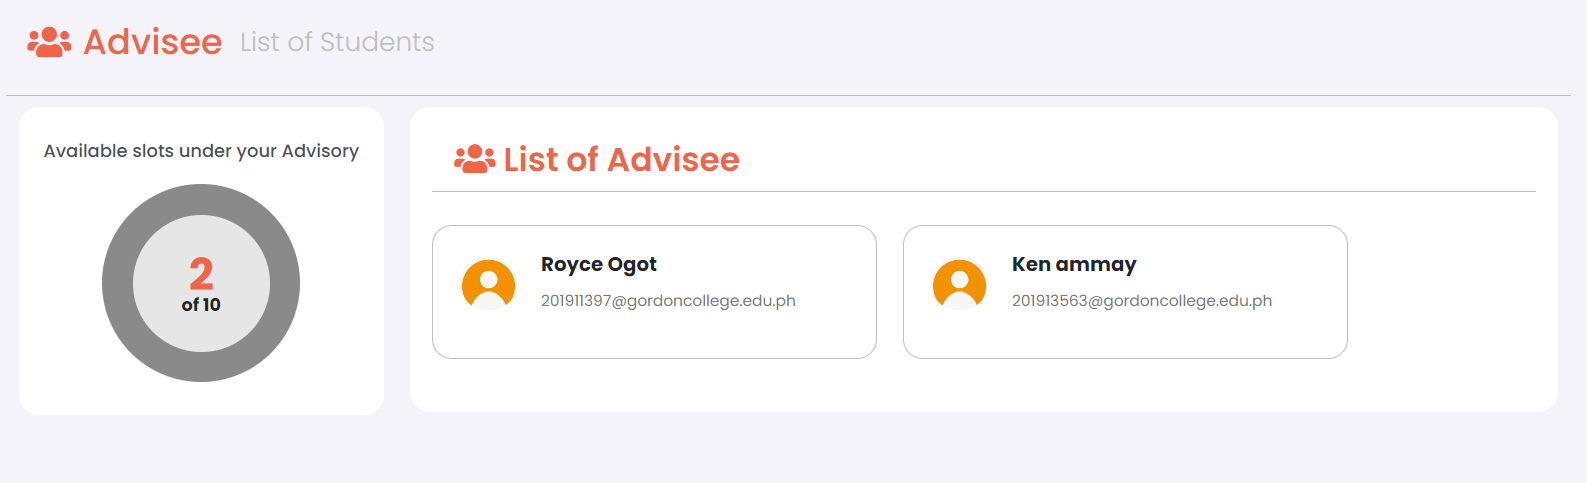 Advisee List of Students
Available slots under your Advisory
2
of 10
List of Advisee
Royce Ogot
201911397@gordoncollege.edu.ph
Ken ammay
201913563@gordoncollege.edu.ph